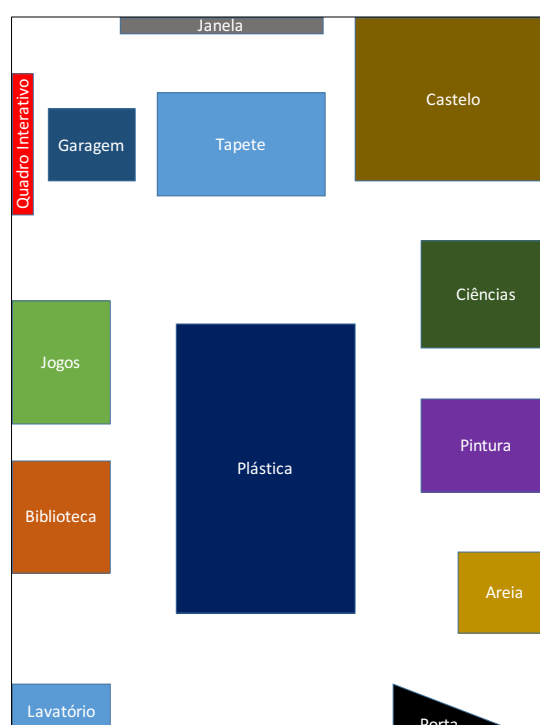 Janela
Castelo
Quadro Interativo
Garagem
Tapete
Ciências
Jogos
Pintura
Plástica
Biblioteca
Areia
Lavatório
Porta